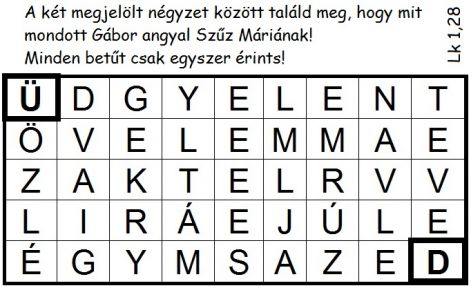 A két megjelölt négyzet között találd meg, hogy mit
mondott Gábor angyal Szűz Máriának!
Minden betűt csak egyszer érints!
Lk 1,28
Ü D G Y E L E N T
Ö V E L E M M A E
Z A K T E L R V V
L I R Á E J Ú L E
É G Y M S A Z E D